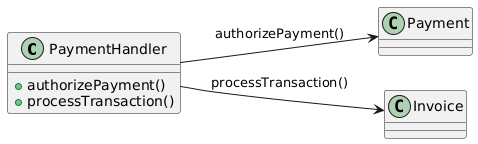 C PaymentHandler
+authorizePayment()
+processTransaction()
authorizePayment()
processTransaction()
C Payment
C Invoice